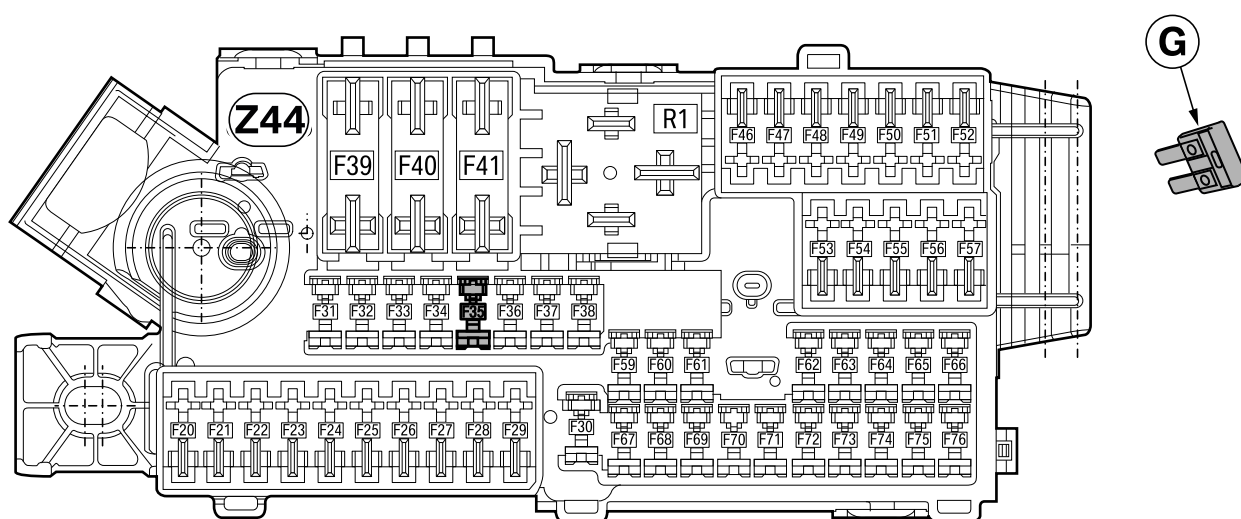 G
Z44
R1
F39 F40 F41
F46 F47 F48 F49 F50 F51 F52
F53 F54 F55 F56 F57
F31 F32 F33 F34 F35 F36 F37 F38
F59 F60 F61 F62 F63 F64 F65 F66
F20 F21 F22 F23 F24 F25 F26 F27 F28 F29 F30
F67 F68 F69 F70 F71 F72 F73 F74 F75 F76